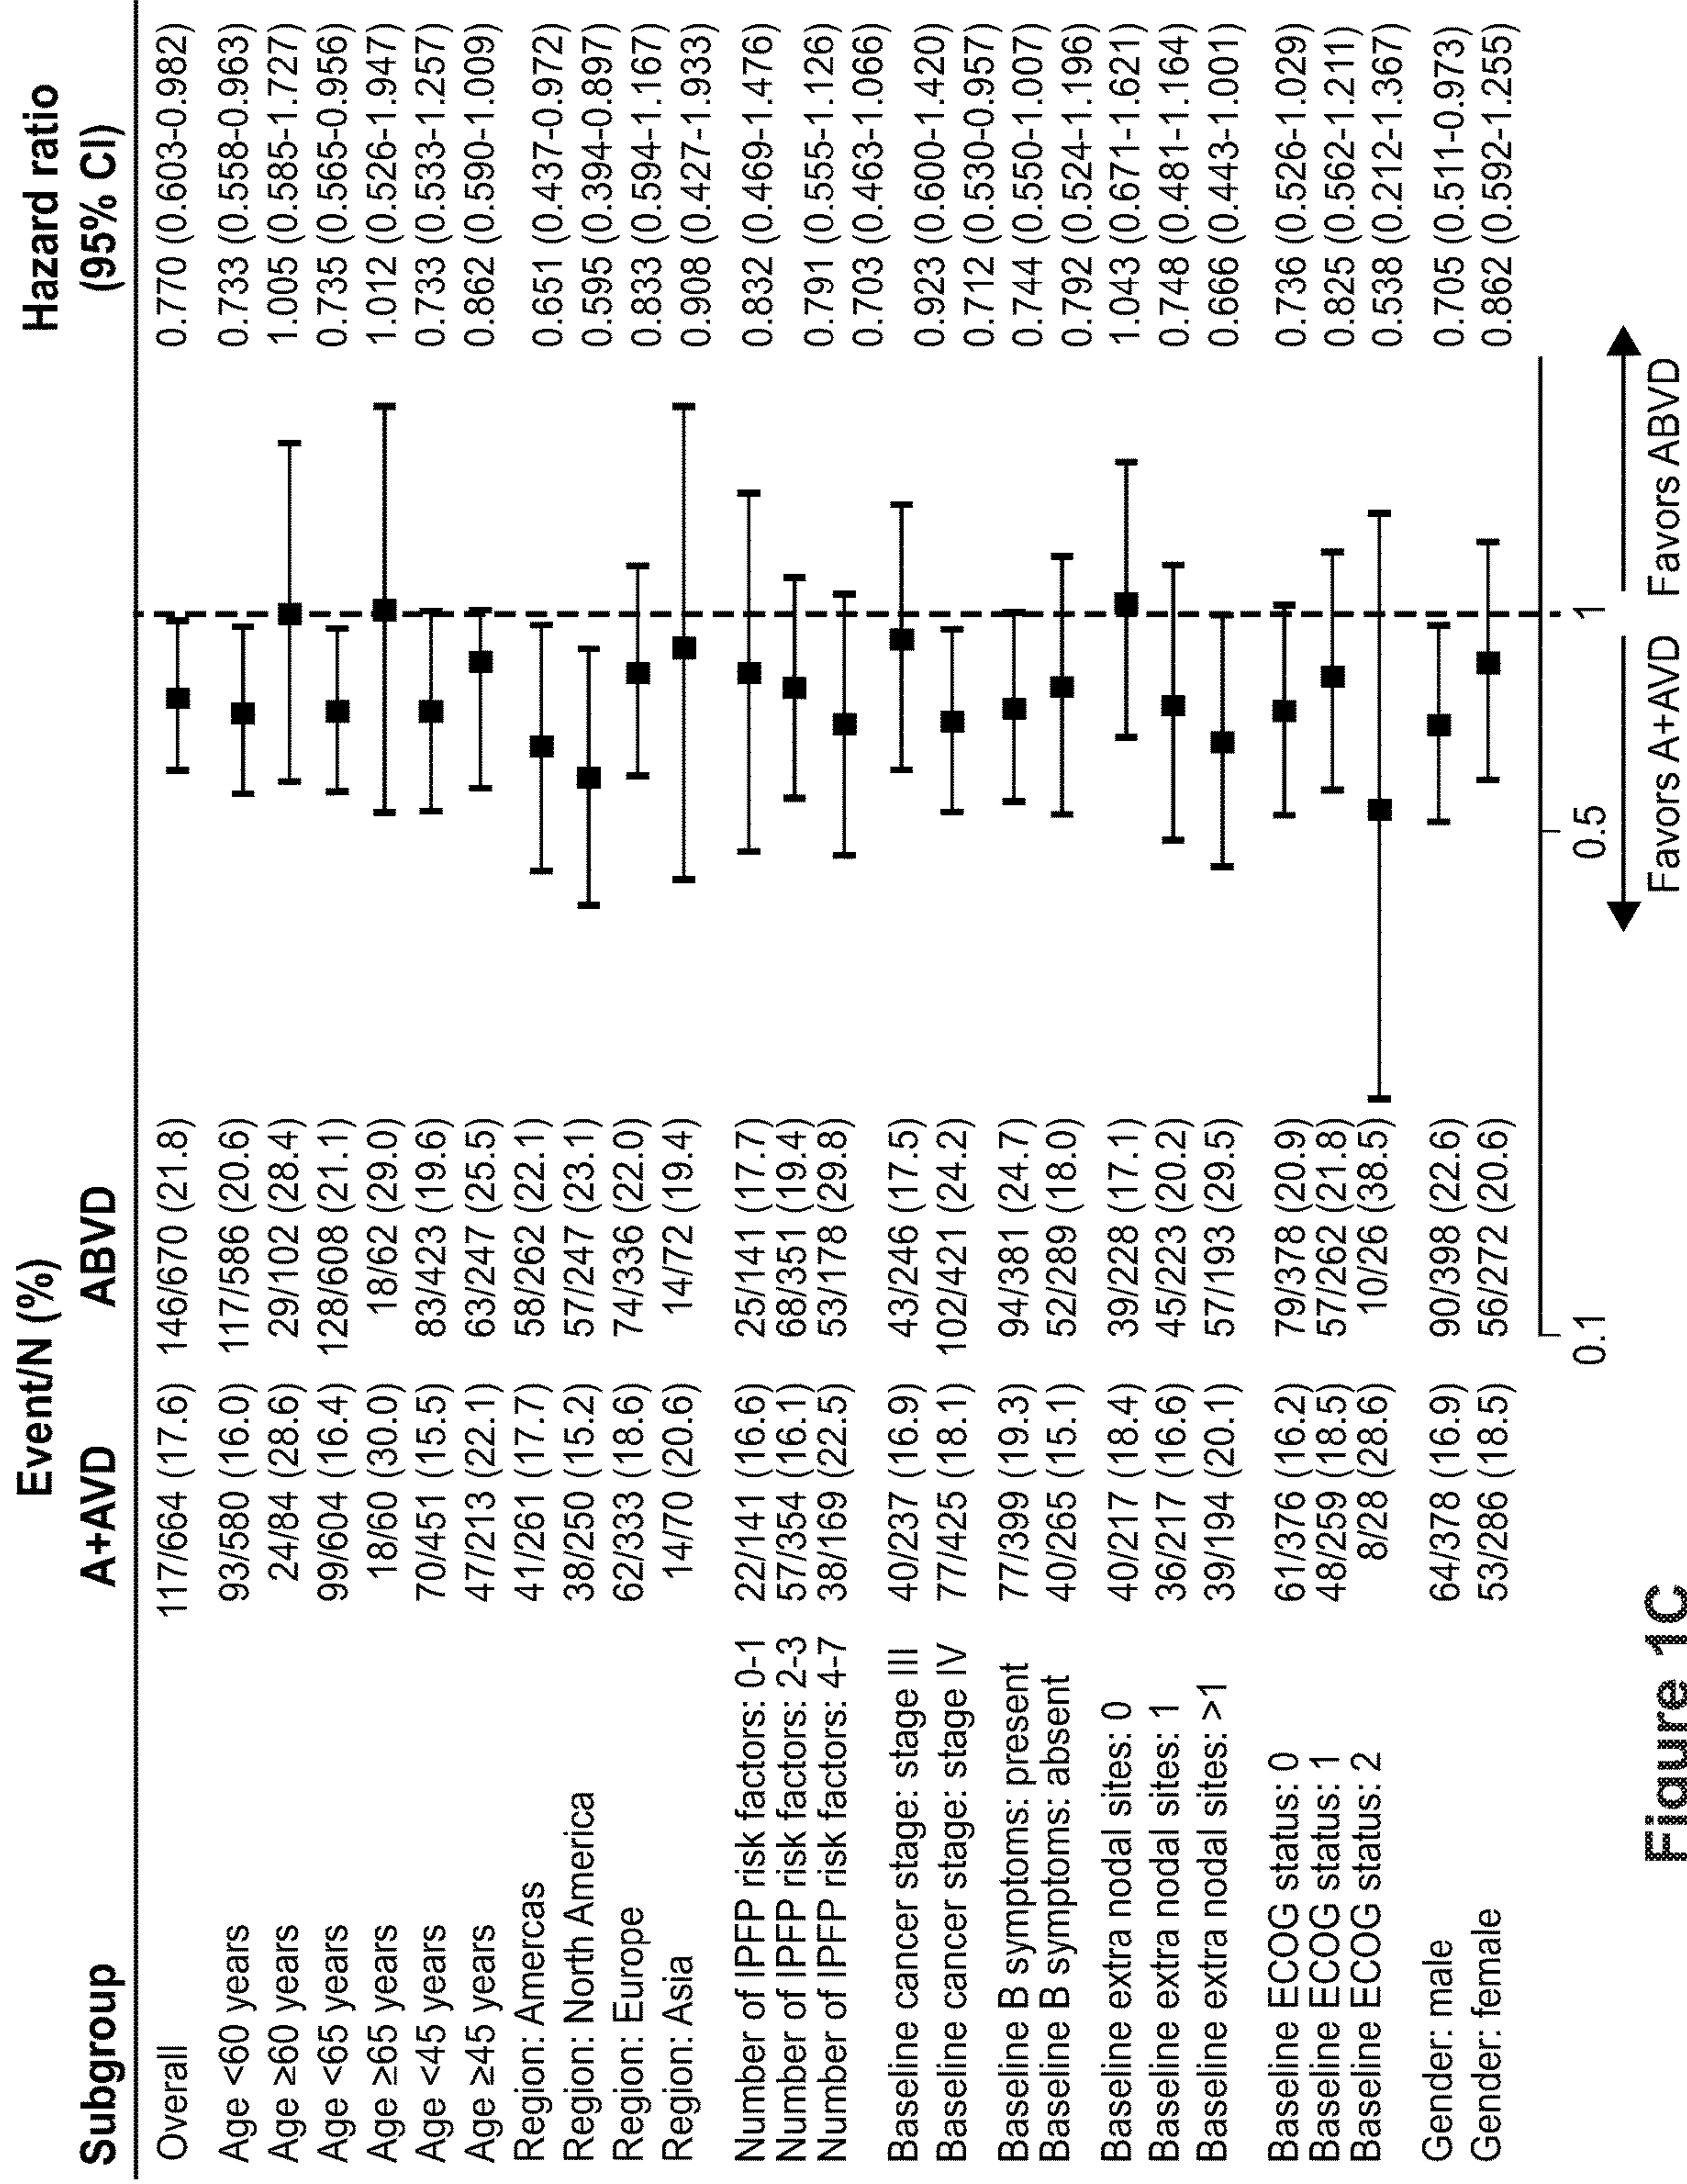 Event/N (%) Hazard ratio
Subgroup A+AVD ABVD (95% CI)
Overall 117/664 (17.6) 146/670 (21.8) 0.770 (0.603-0.982)
Age <60 years 93/580 (16.0) 117/586 (20.6) 0.733 (0.558-0.963)
Age ≥60 years 24/84 (28.6) 29/102 (28.4) 1.005 (0.585-1.727)
Age <65 years 99/604 (16.4) 128/608 (21.1) 0.735 (0.565-0.956)
Age ≥65 years 18/60 (30.0) 18/62 (29.0) 1.012 (0.526-1.947)
Age <45 years 70/451 (15.5) 83/423 (19.6) 0.733 (0.533-1.257)
Age ≥45 years 47/213 (22.1) 63/247 (25.5) 0.862 (0.590-1.009)
Region: Amercas 41/261 (17.7) 58/262 (22.1) 0.651 (0.437-0.972)
Region: North America 38/250 (15.2) 57/247 (23.1) 0.595 (0.394-0.897)
Region: Europe 62/333 (18.6) 74/336 (22.0) 0.833 (0.594-1.167)
Region: Asia 14/70 (20.6) 14/72 (19.4) 0.908 (0.427-1.933)
Number of IPFP risk factors: 0-1 22/141 (16.6) 25/141 (17.7) 0.832 (0.469-1.476)
Number of IPFP risk factors: 2-3 57/354 (16.1) 68/351 (19.4) 0.791 (0.555-1.126)
Number of IPFP risk factors: 4-7 38/169 (22.5) 53/178 (29.8) 0.703 (0.463-1.066)
Baseline cancer stage: stage III 40/237 (16.9) 43/246 (17.5) 0.923 (0.600-1.420)
Baseline cancer stage: stage IV 77/425 (18.1) 102/421 (24.2) 0.712 (0.530-0.957)
Baseline B symptoms: present 77/399 (19.3) 94/381 (24.7) 0.744 (0.550-1.007)
Baseline B symptoms: absent 40/265 (15.1) 52/289 (18.0) 0.792 (0.524-1.196)
Baseline extra nodal sites: 0 40/217 (18.4) 39/228 (17.1) 1.043 (0.671-1.621)
Baseline extra nodal sites: 1 36/217 (16.6) 45/223 (20.2) 0.748 (0.481-1.164)
Baseline extra nodal sites: >1 39/194 (20.1) 57/193 (29.5) 0.666 (0.443-1.001)
Baseline ECOG status: 0 61/376 (16.2) 79/378 (20.9) 0.736 (0.526-1.029)
Baseline ECOG status: 1 48/259 (18.5) 57/262 (21.8) 0.825 (0.562-1.211)
Baseline ECOG status: 2 8/28 (28.6) 10/26 (38.5) 0.538 (0.212-1.367)
Gender: male 64/378 (16.9) 90/398 (22.6) 0.705 (0.511-0.973)
Gender: female 53/286 (18.5) 56/272 (20.6) 0.862 (0.592-1.255)
0.1 0.5 1
Favors A+AVD Favors ABVD
Figure 1C